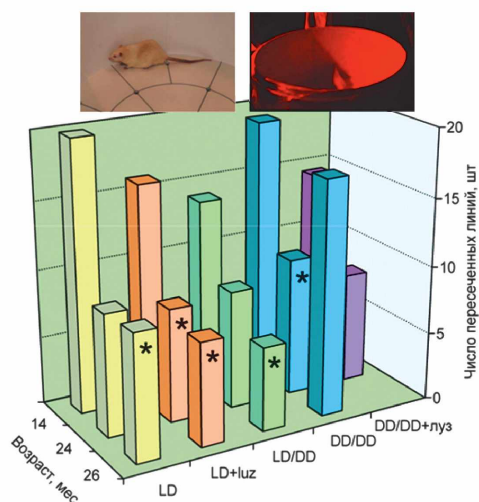 20
15
10
5
0
Число пересеченных линий, шт
14
24
26
Возраст, мес
LD
LD+luz
LD/DD
DD/DD
DD/DD+луз
*
*
*
*
*